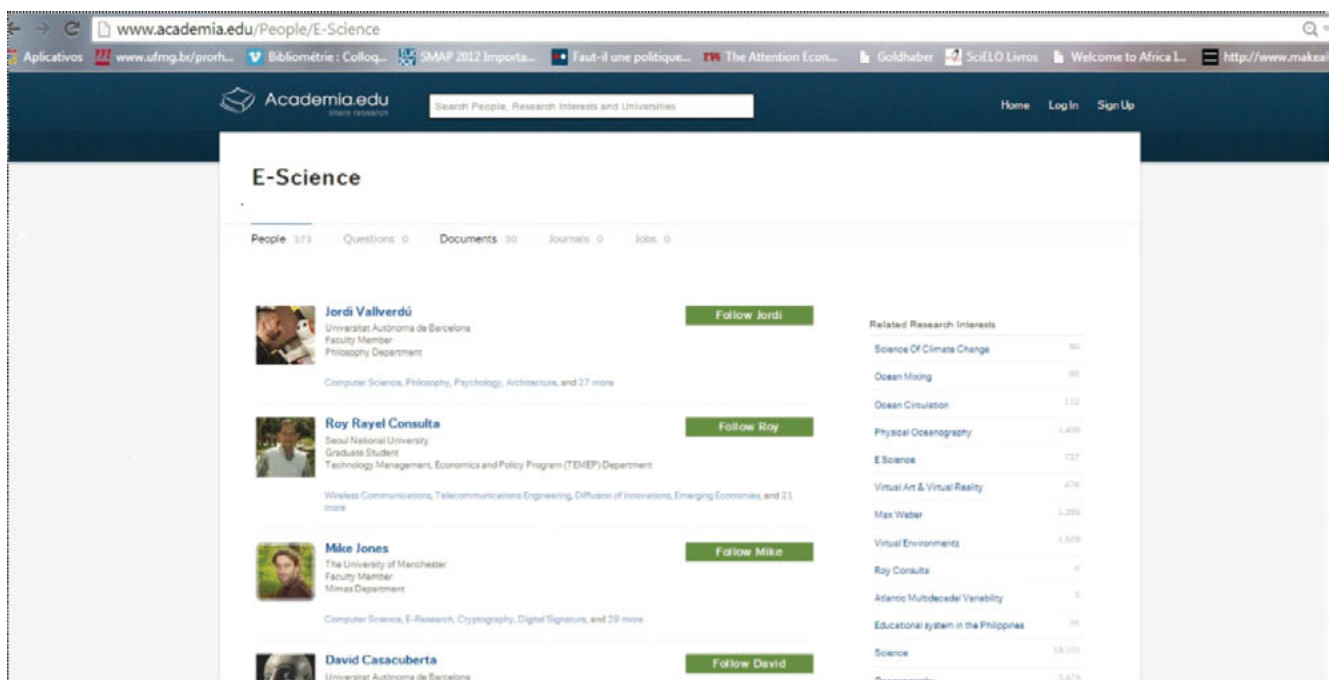 www.academia.edu/People/E-Science
Aplicativos www.ufmg.br/prorh... Bibliométrie : Colloq... SMAP 2012 Importa... Faut-il une politique... The Attention Econ... Goldhaber SciELO Livros Welcome to Africa I... http://www.makeal
Academia.edu
share research
Search People, Research Interests and Universities
Home Log In Sign Up
E-Science
People 373 Questions 0 Documents 30 Journals 0 Jobs 0
Jordi Vallverdú
Follow Jordi
Universitat Autònoma de Barcelona
Faculty Member
Philosophy Department
Computer Science, Philosophy, Psychology, Architecture, and 27 more
Roy Rayel Consulta
Follow Roy
Seoul National University
Graduate Student
Technology Management, Economics and Policy Program (TEMEP) Department
Wireless Communications, Telecommunications Engineering, Diffusion of Innovations, Emerging Economies, and 21
more
Mike Jones
Follow Mike
The University of Manchester
Faculty Member
Mimas Department
Computer Science, E-Research, Cryptography, Digital Signature, and 29 more
David Casacuberta
Follow David
Universitat Autònoma de Barcelona
Related Research Interests
Science Of Climate Change
Ocean Mixing
Ocean Circulation 112
Physical Oceanography
E Science 727
Virtual Art & Virtual Reality 476
Max Weber
Virtual Environments
Roy Consulta
Atlantic Multidecadal Variability
Educational system in the Philippines
Science
Oceanography